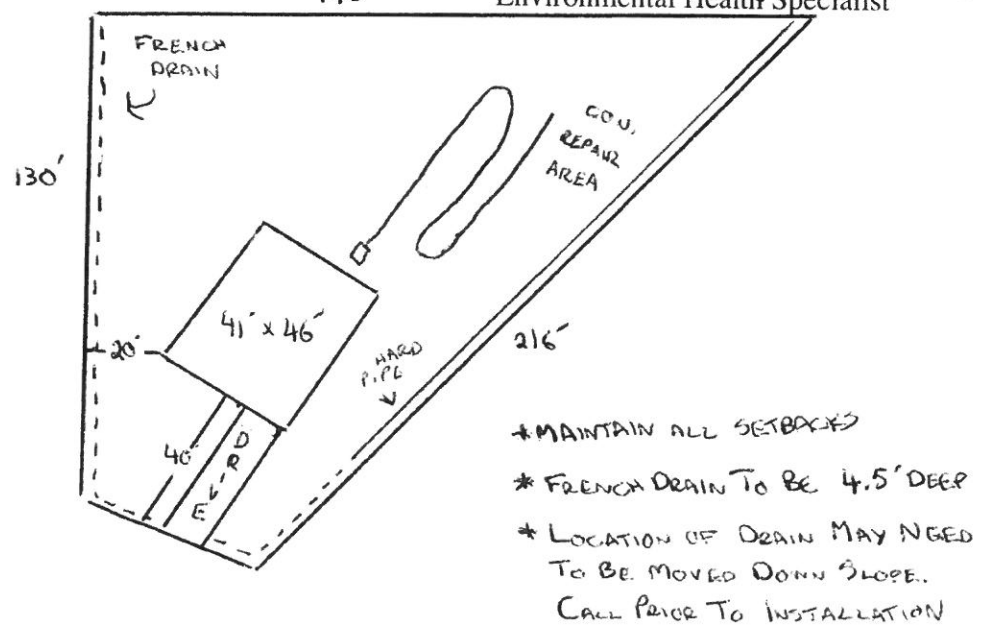 Environmental Health Specialist
FRENCH
DRAIN
130'
CON.
REPAIR
AREA
41' x 46'
20'
HARD
PIPE
216'
40'
DRIVE
*MAINTAIN ALL SETBACKS
* FRENCH DRAIN TO BE 4.5' DEEP
* LOCATION OF DRAIN MAY NEED
TO BE MOVED DOWN SLOPE.
CALL PRIOR TO INSTALLATION